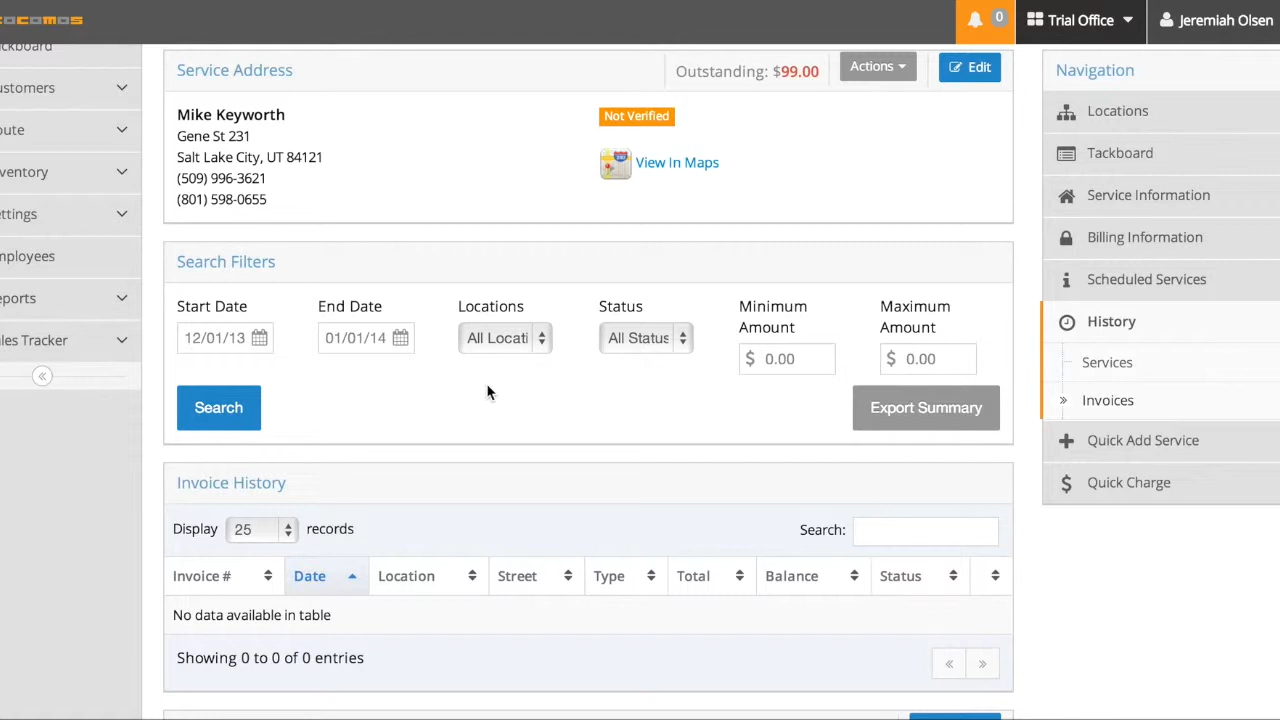 cocomos
0
Trial Office
Jeremiah Olsen
ckboard
ustomers
oute
ventory
ttings
mployees
eports
les Tracker
Service Address
Outstanding: $99.00
Actions
Edit
Mike Keyworth
Gene St 231
Salt Lake City, UT 84121
(509) 996-3621
(801) 598-0655
Not Verified
View In Maps
Search Filters
Start Date
End Date
Locations
Status
Minimum Amount
Maximum Amount
12/01/13
01/01/14
All Locati
All Status
$ 0.00
$ 0.00
Search
Export Summary
Invoice History
Display 25 records
Search:
Invoice # Date Location Street Type Total Balance Status
No data available in table
Showing 0 to 0 of 0 entries
« »
Navigation
Locations
Tackboard
Service Information
Billing Information
Scheduled Services
History
Services
» Invoices
Quick Add Service
$ Quick Charge